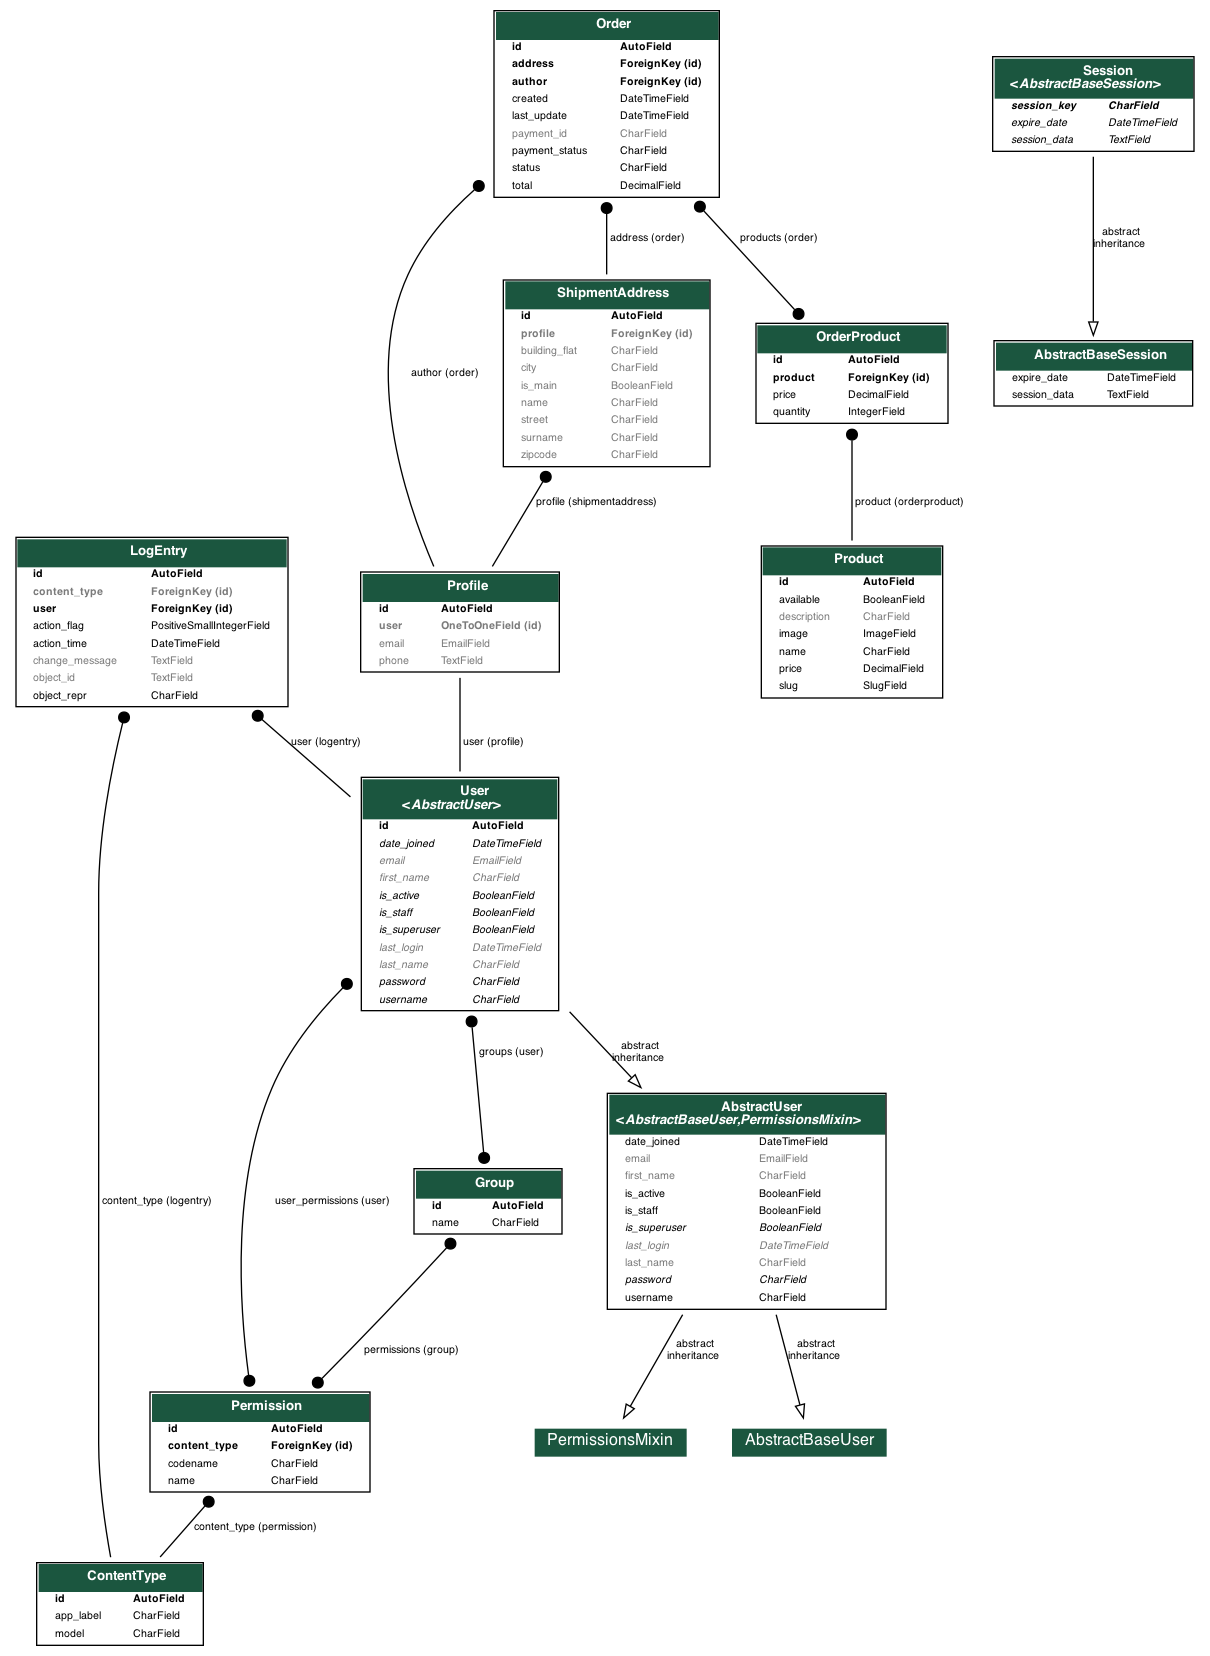 Order
id AutoField
address ForeignKey (id)
author ForeignKey (id)
created DateTimeField
last_update DateTimeField
payment_id CharField
payment_status CharField
status CharField
total DecimalField
Session
<AbstractBaseSession>
session_key CharField
expire_date DateTimeField
session_data TextField
address (order)
products (order)
abstract
inheritance
ShipmentAddress
id AutoField
profile ForeignKey (id)
building_flat CharField
city CharField
is_main BooleanField
name CharField
street CharField
surname CharField
zipcode CharField
OrderProduct
id AutoField
product ForeignKey (id)
price DecimalField
quantity IntegerField
AbstractBaseSession
expire_date DateTimeField
session_data TextField
author (order)
profile (shipmentaddress)
product (orderproduct)
LogEntry
id AutoField
content_type ForeignKey (id)
user ForeignKey (id)
action_flag PositiveSmallIntegerField
action_time DateTimeField
change_message TextField
object_id TextField
object_repr CharField
Profile
id AutoField
user OneToOneField (id)
email EmailField
phone TextField
Product
id AutoField
available BooleanField
description CharField
image ImageField
name CharField
price DecimalField
slug SlugField
user (logentry)
user (profile)
User
<AbstractUser>
id AutoField
date_joined DateTimeField
email EmailField
first_name CharField
is_active BooleanField
is_staff BooleanField
is_superuser BooleanField
last_login DateTimeField
last_name CharField
password CharField
username CharField
groups (user)
abstract
inheritance
AbstractUser
<AbstractBaseUser,PermissionsMixin>
date_joined DateTimeField
email EmailField
first_name CharField
is_active BooleanField
is_staff BooleanField
is_superuser BooleanField
last_login DateTimeField
last_name CharField
password CharField
username CharField
content_type (logentry)
user_permissions (user)
Group
id AutoField
name CharField
permissions (group)
abstract
inheritance
abstract
inheritance
Permission
id AutoField
content_type ForeignKey (id)
codename CharField
name CharField
PermissionsMixin
AbstractBaseUser
content_type (permission)
ContentType
id AutoField
app_label CharField
model CharField